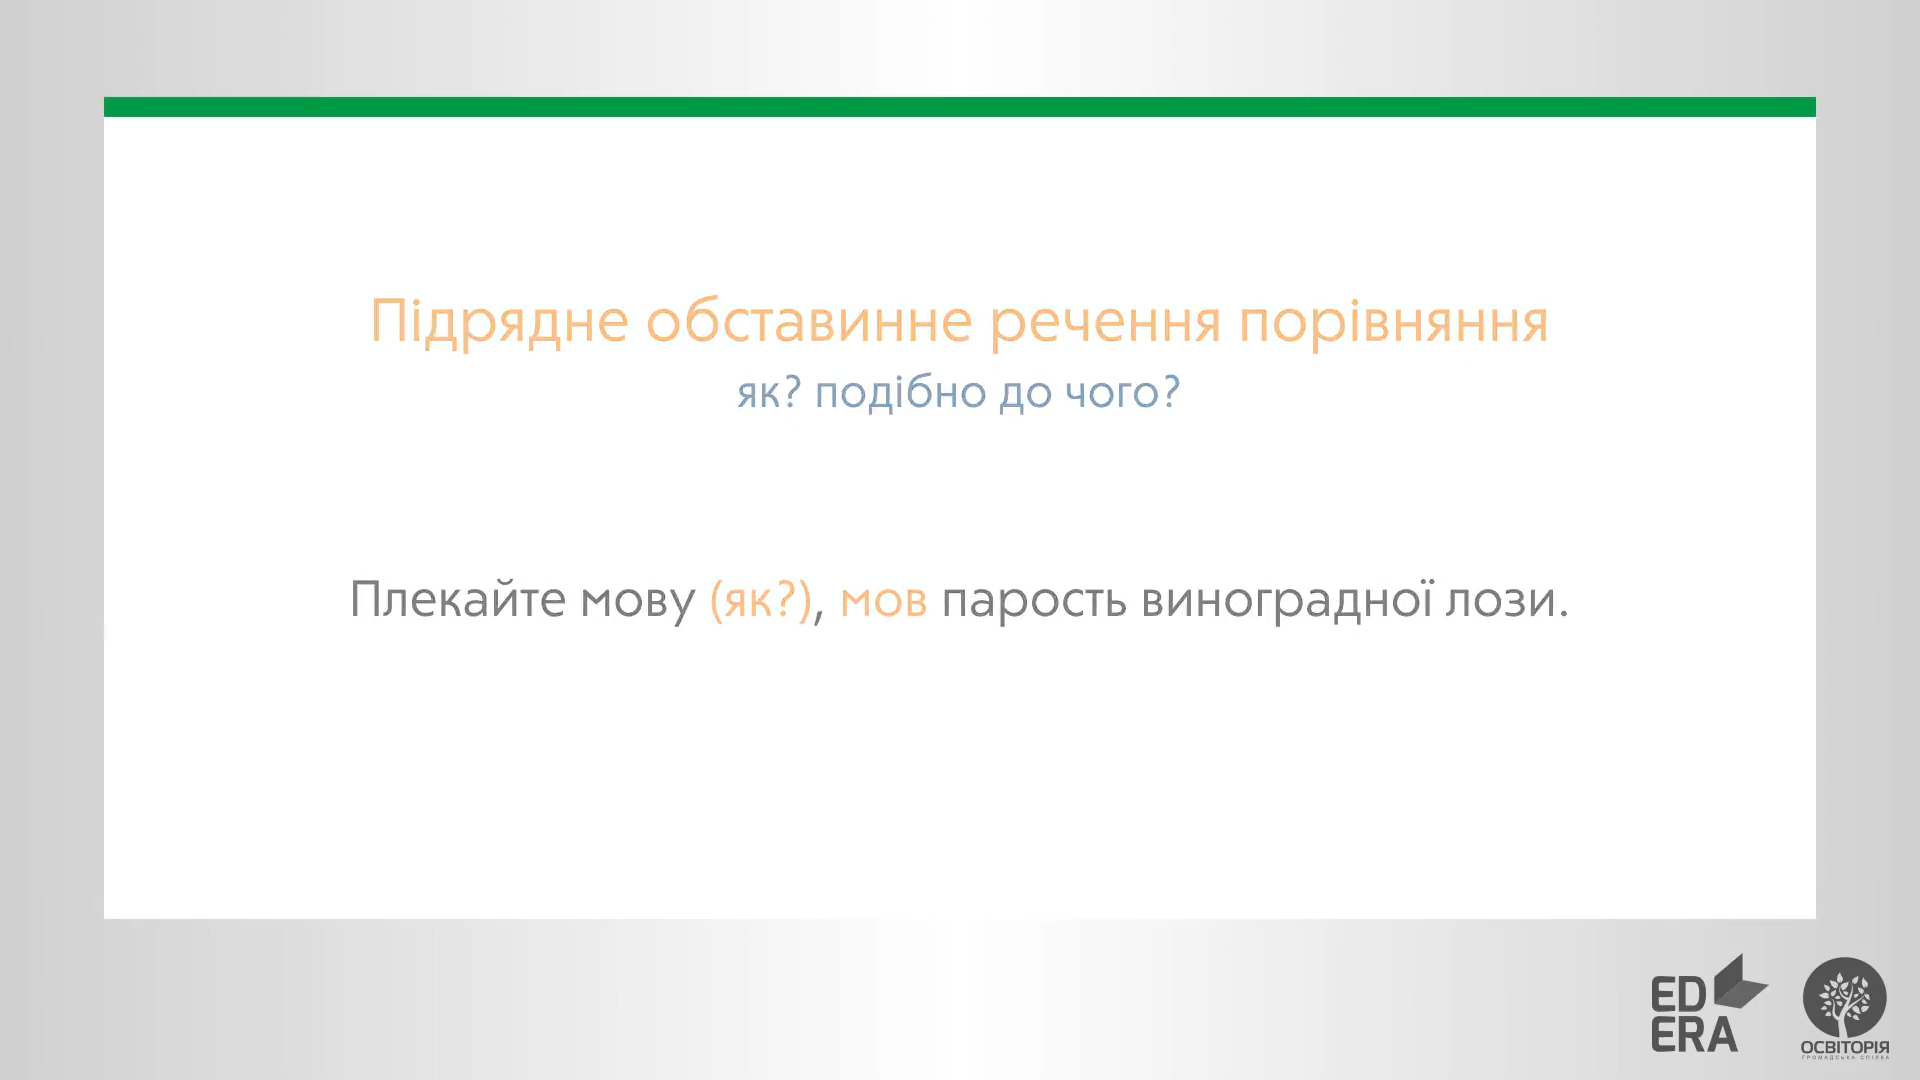 Підрядне обставинне речення порівняння
як? подібно до чого?
Плекайте мову (як?), мов парость виноградної лози.
ED
ERA
ОСВІТОРІЯ
ГРОМАДСЬКА СПІЛКА